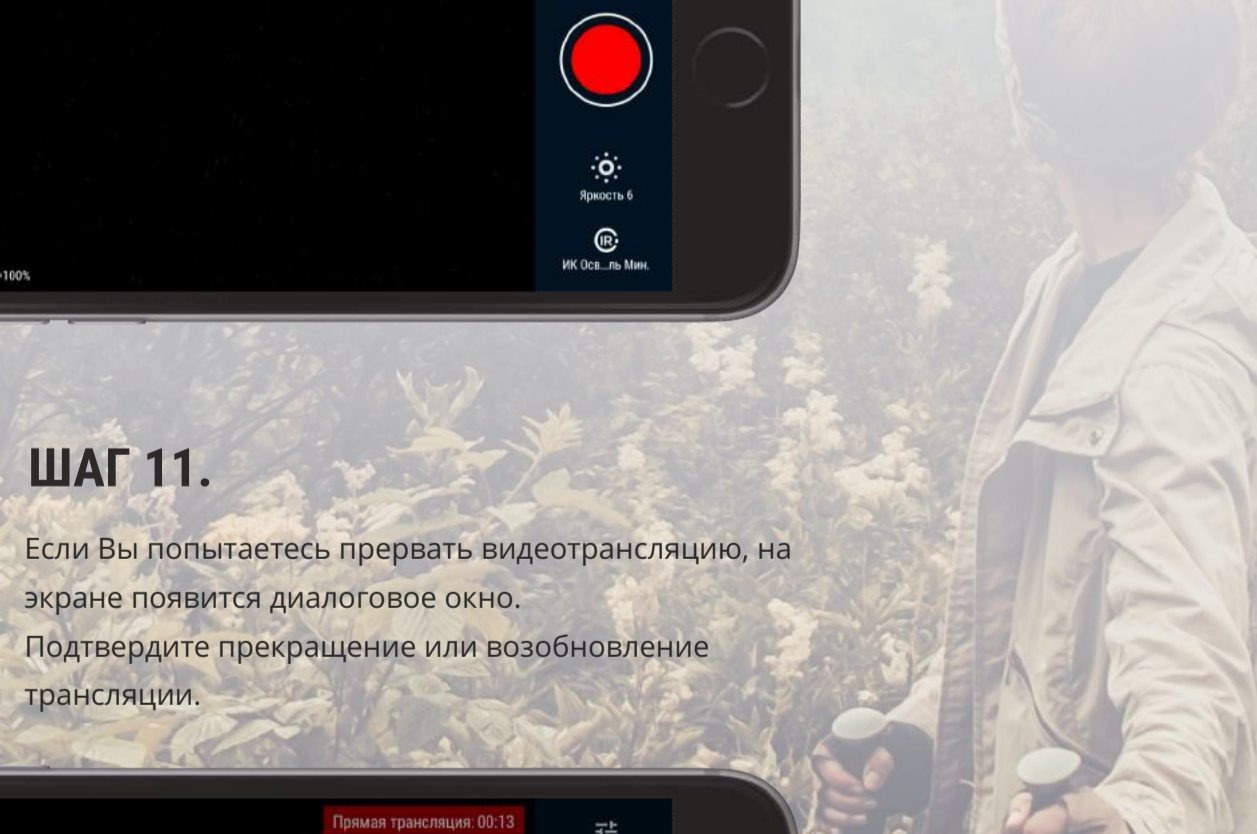 Яркость 6
ИК Осв...ль Мин.
100%
ШАГ 11.
Если Вы попытаетесь прервать видеотрансляцию, на
экране появится диалоговое окно.
Подтвердите прекращение или возобновление
трансляции.
Прямая трансляция: 00:13